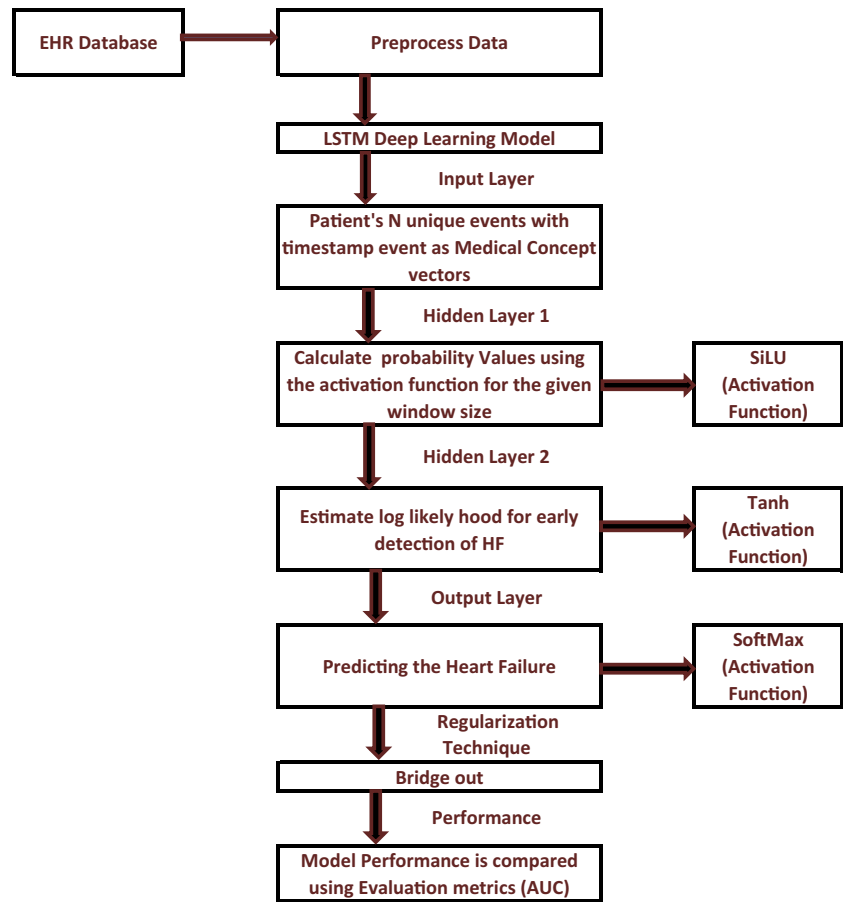 EHR Database
Preprocess Data
LSTM Deep Learning Model
Input Layer
Patient's N unique events with
timestamp event as Medical Concept
vectors
Hidden Layer 1
Calculate probability Values using
the activation function for the given
window size
SiLU
(Activation
Function)
Hidden Layer 2
Estimate log likely hood for early
detection of HF
Tanh
(Activation
Function)
Output Layer
Predicting the Heart Failure
SoftMax
(Activation
Function)
Regularization
Technique
Bridge out
Performance
Model Performance is compared
using Evaluation metrics (AUC)